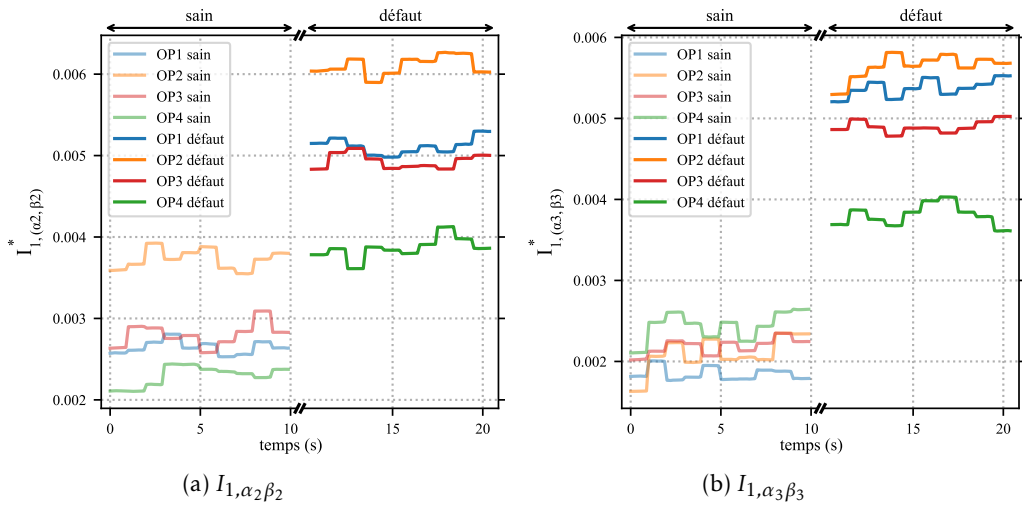 sain
défaut
0.006
0.005
0.004
0.003
0.002
I*1,(α2,β2)
OP1 sain
OP2 sain
OP3 sain
OP4 sain
OP1 défaut
OP2 défaut
OP3 défaut
OP4 défaut
0
5
10
15
20
temps (s)
(a) I1,α2β2
sain
défaut
0.006
0.005
0.004
0.003
0.002
I*1,(α3,β3)
OP1 sain
OP2 sain
OP3 sain
OP4 sain
OP1 défaut
OP2 défaut
OP3 défaut
OP4 défaut
0
5
10
15
20
temps (s)
(b) I1,α3β3